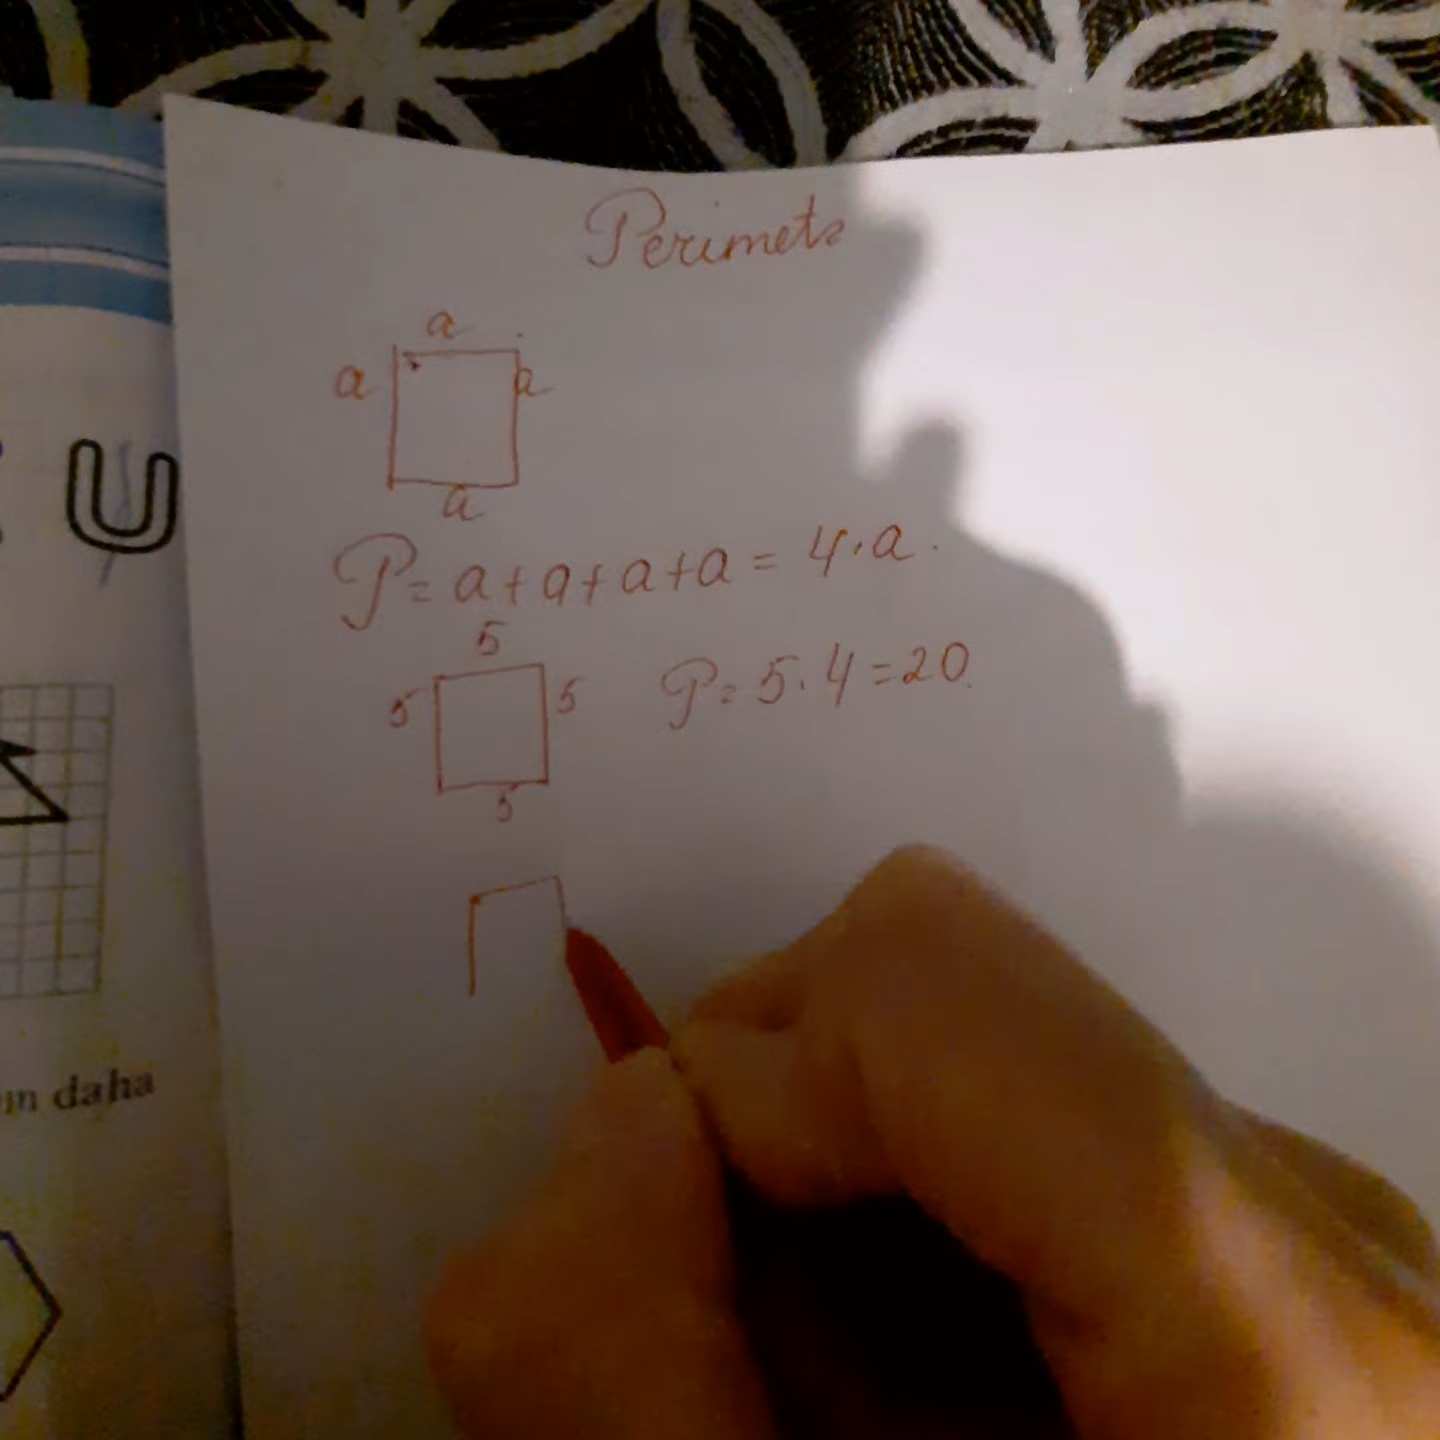 Perimetr
a
a a
a
P = a + a + a + a = 4 · a
5
5 5
P = 5 · 4 = 20
5
U
daha